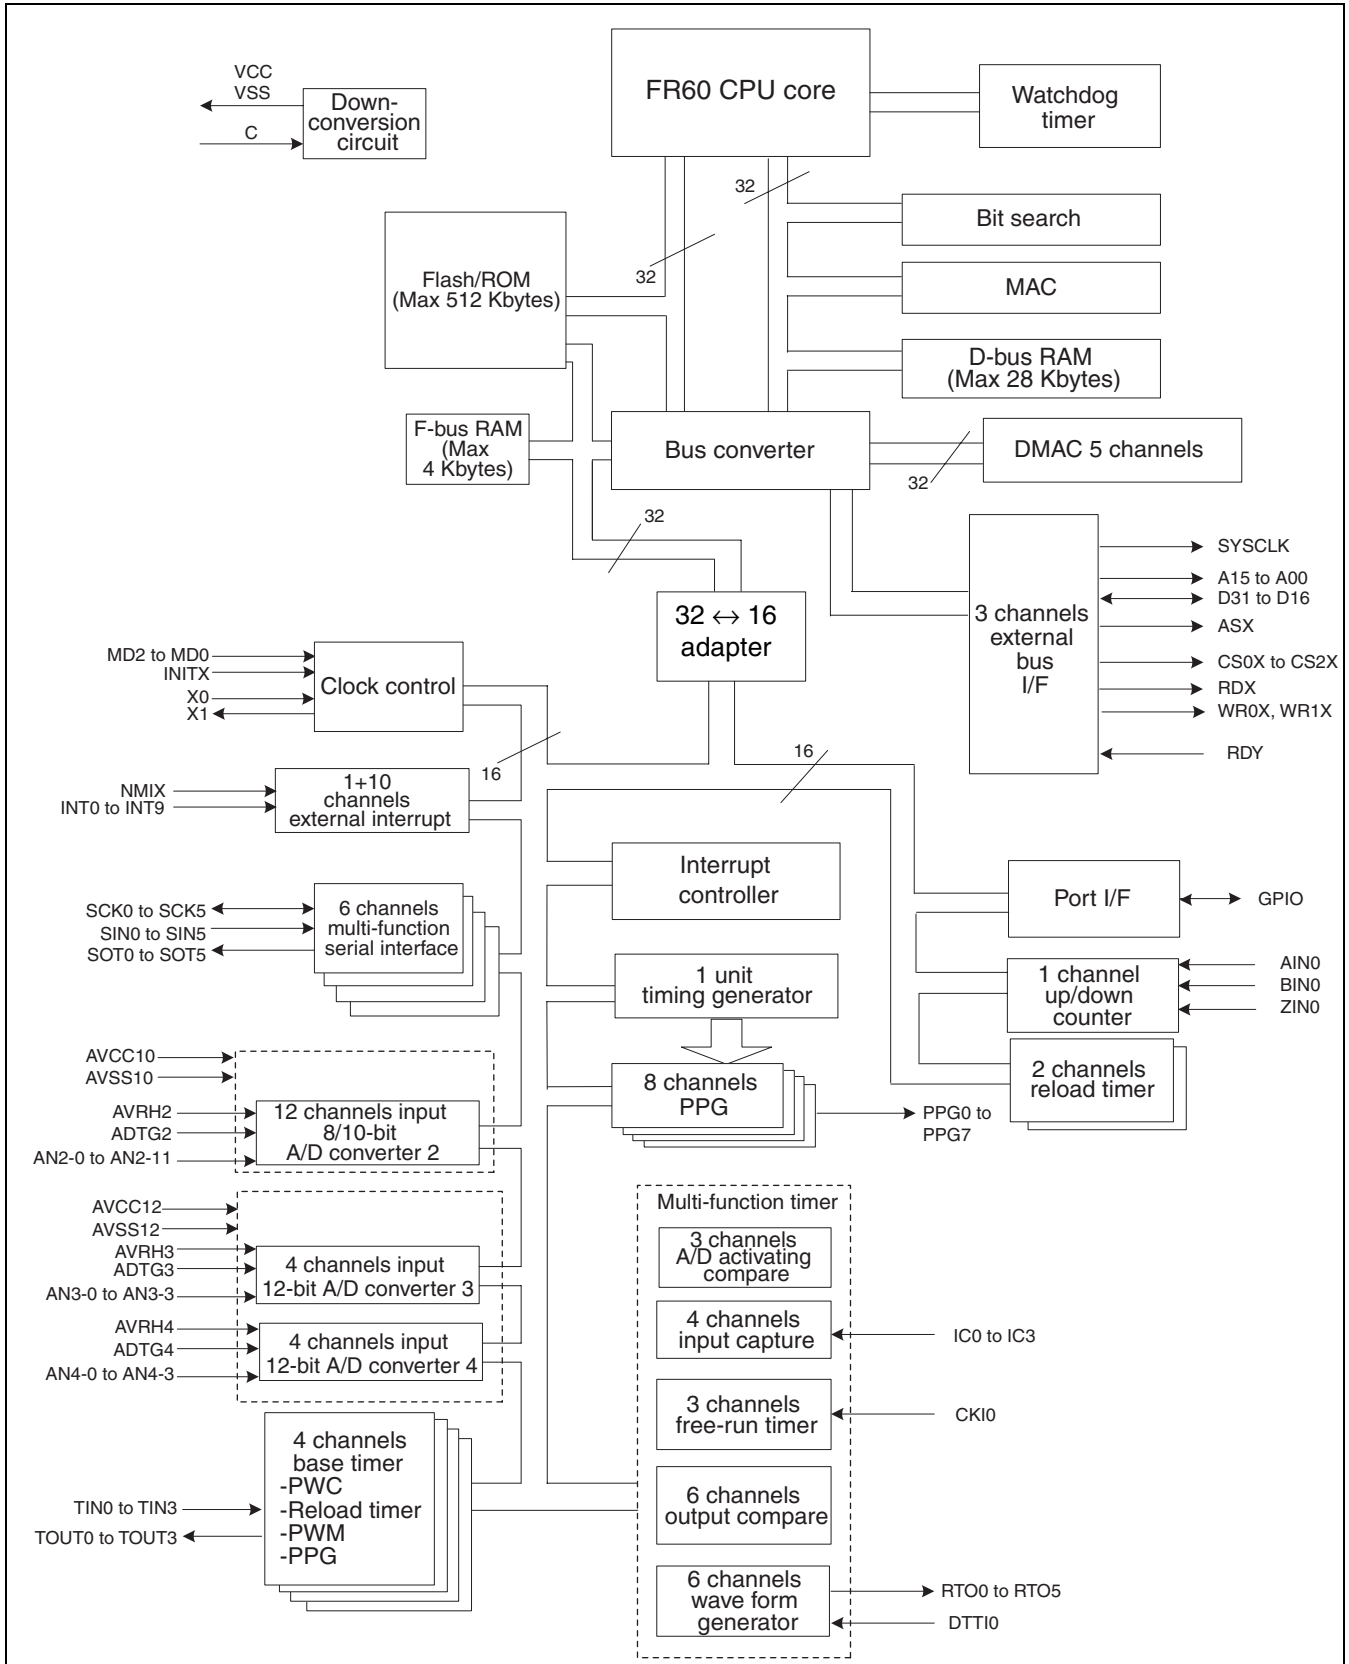 VCC
VSS
C
Down-
conversion
circuit
FR60 CPU core
Watchdog
timer
32
32
Bit search
MAC
D-bus RAM
(Max 28 Kbytes)
Flash/ROM
(Max 512 Kbytes)
F-bus RAM
(Max
4 Kbytes)
Bus converter
DMAC 5 channels
32
32
32 ↔ 16
adapter
3 channels
external
bus
I/F
SYSCLK
A15 to A00
D31 to D16
ASX
CS0X to CS2X
RDX
WR0X, WR1X
RDY
MD2 to MD0
INITX
X0
X1
Clock control
16
16
NMIX
INT0 to INT9
1+10
channels
external interrupt
Interrupt
controller
Port I/F
GPIO
SCK0 to SCK5
SIN0 to SIN5
SOT0 to SOT5
6 channels
multi-function
serial interface
1 unit
timing generator
1 channel
up/down
counter
AIN0
BIN0
ZIN0
8 channels
PPG
PPG0 to
PPG7
2 channels
reload timer
AVCC10
AVSS10
AVRH2
ADTG2
AN2-0 to AN2-11
12 channels input
8/10-bit
A/D converter 2
AVCC12
AVSS12
AVRH3
ADTG3
AN3-0 to AN3-3
4 channels input
12-bit A/D converter 3
AVRH4
ADTG4
AN4-0 to AN4-3
4 channels input
12-bit A/D converter 4
Multi-function timer
3 channels
A/D activating
compare
4 channels
input capture
IC0 to IC3
3 channels
free-run timer
CKI0
6 channels
output compare
6 channels
wave form
generator
RTO0 to RTO5
DTTI0
4 channels
base timer
-PWC
-Reload timer
-PWM
-PPG
TIN0 to TIN3
TOUT0 to TOUT3